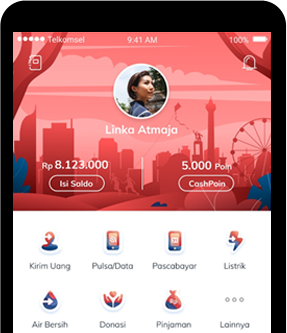 Telkomsel 9:41 AM 100%
Linka Atmaja
Rp 8.123.000 5.000 Poin
Isi Saldo CashPoin
Kirim Uang Pulsa/Data Pascabayar Listrik
Air Bersih Donasi Pinjaman Lainnya